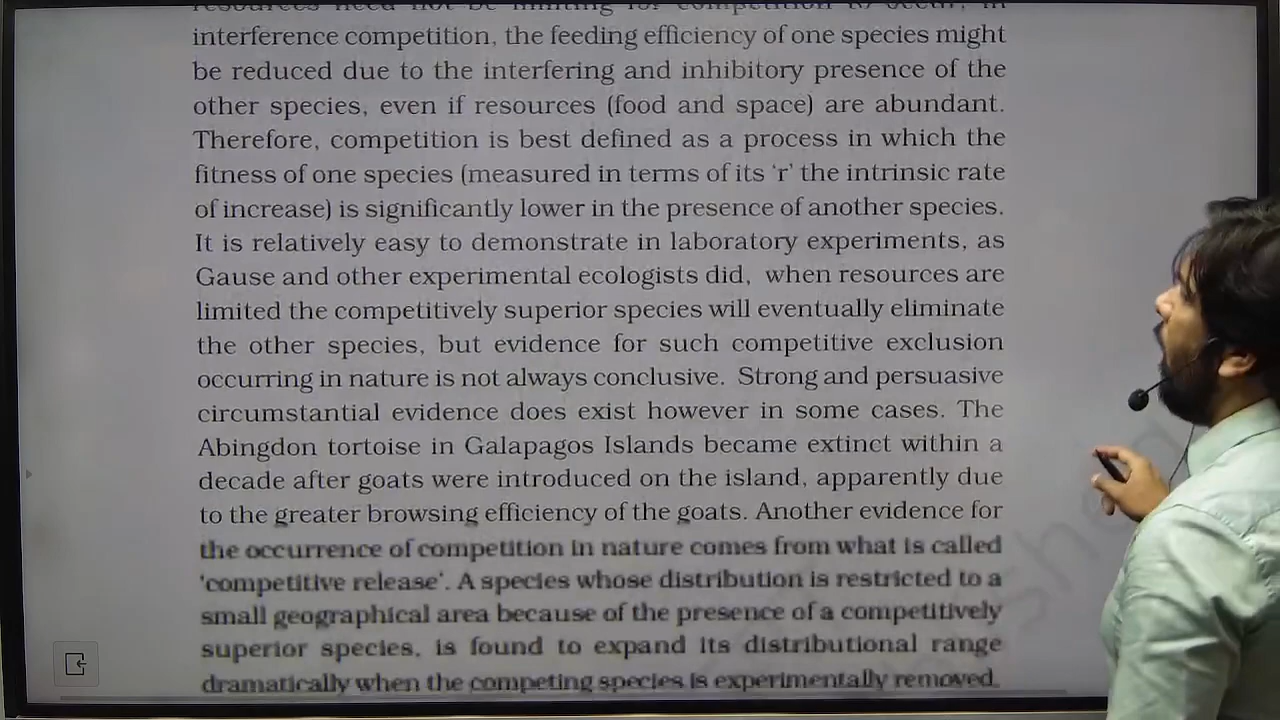 resources need not be limiting for competition to occur; in
interference competition, the feeding efficiency of one species might
be reduced due to the interfering and inhibitory presence of the
other species, even if resources (food and space) are abundant.
Therefore, competition is best defined as a process in which the
fitness of one species (measured in terms of its ‘r’ the intrinsic rate
of increase) is significantly lower in the presence of another species.
It is relatively easy to demonstrate in laboratory experiments, as
Gause and other experimental ecologists did, when resources are
limited the competitively superior species will eventually eliminate
the other species, but evidence for such competitive exclusion
occurring in nature is not always conclusive. Strong and persuasive
circumstantial evidence does exist however in some cases. The
Abingdon tortoise in Galapagos Islands became extinct within a
decade after goats were introduced on the island, apparently due
to the greater browsing efficiency of the goats. Another evidence for
the occurrence of competition in nature comes from what is called
‘competitive release’. A species whose distribution is restricted to a
small geographical area because of the presence of a competitively
superior species, is found to expand its distributional range
dramatically when the competing species is experimentally removed.